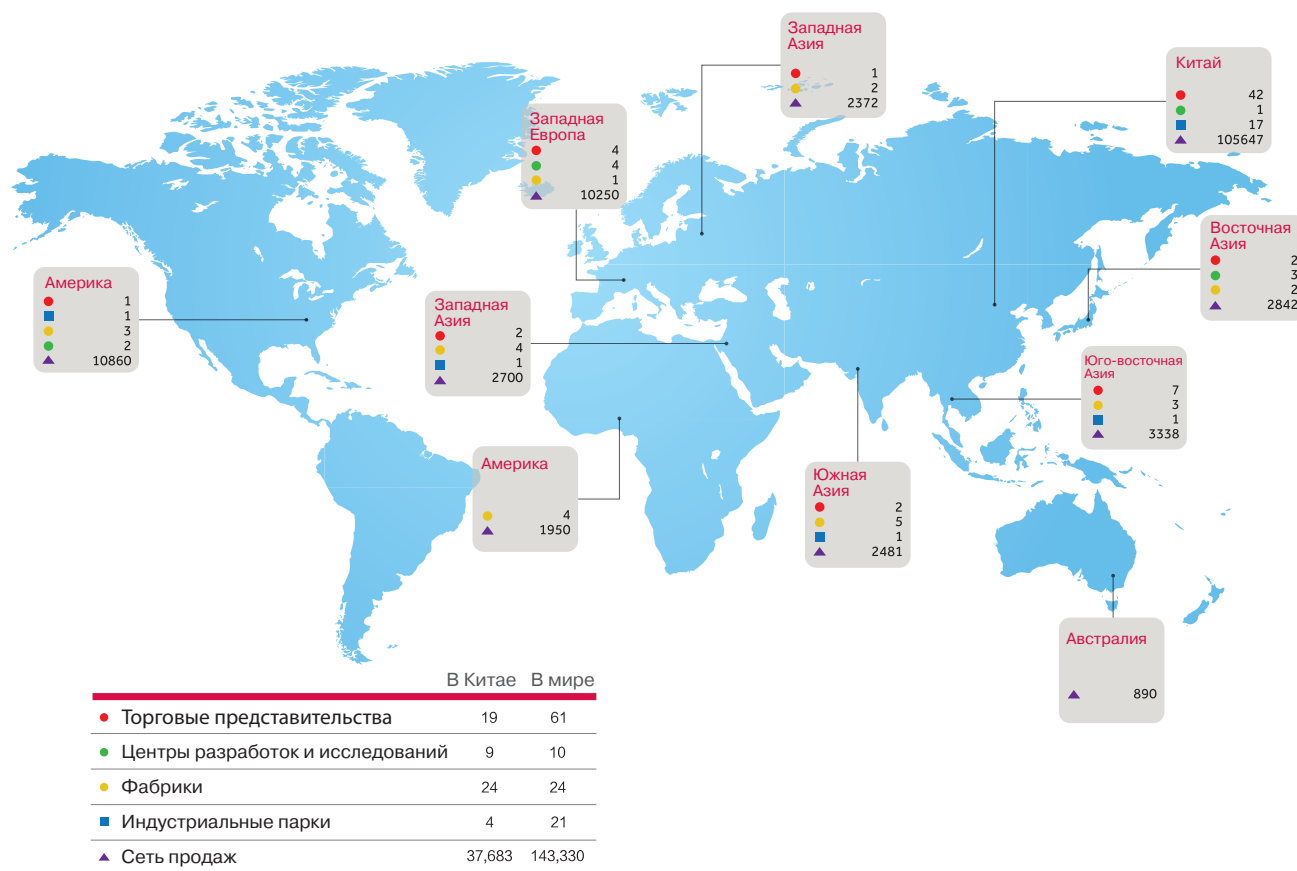 Западная
Азия
1
2
2372
Китай
42
1
17
105647
Западная
Европа
4
4
1
10250
Восточная
Азия
2
3
2
2842
Америка
1
1
3
2
10860
Западная
Азия
2
4
1
2700
Юго-восточная
Азия
7
3
1
3338
Америка
4
1950
Южная
Азия
2
5
1
2481
Австралия
890
В Китае В мире
Торговые представительства 19 61
Центры разработок и исследований 9 10
Фабрики 24 24
Индустриальные парки 4 21
Сеть продаж 37,683 143,330